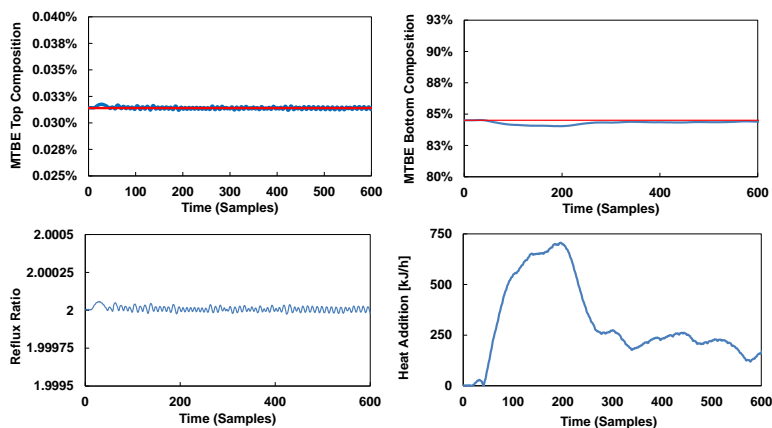 0.040%
0.038%
0.035%
0.033%
0.030%
0.028%
0.025%
MTBE Top Composition
0 100 200 300 400 500 600
Time (Samples)
93%
90%
88%
85%
83%
80%
MTBE Bottom Composition
0 200 400 600
Time (Samples)
2.0005
2.00025
2
1.99975
1.9995
Reflux Ratio
0 200 400 600
Time (Samples)
750
500
250
0
Heat Addition [kJ/h]
0 100 200 300 400 500 600
Time (Samples)